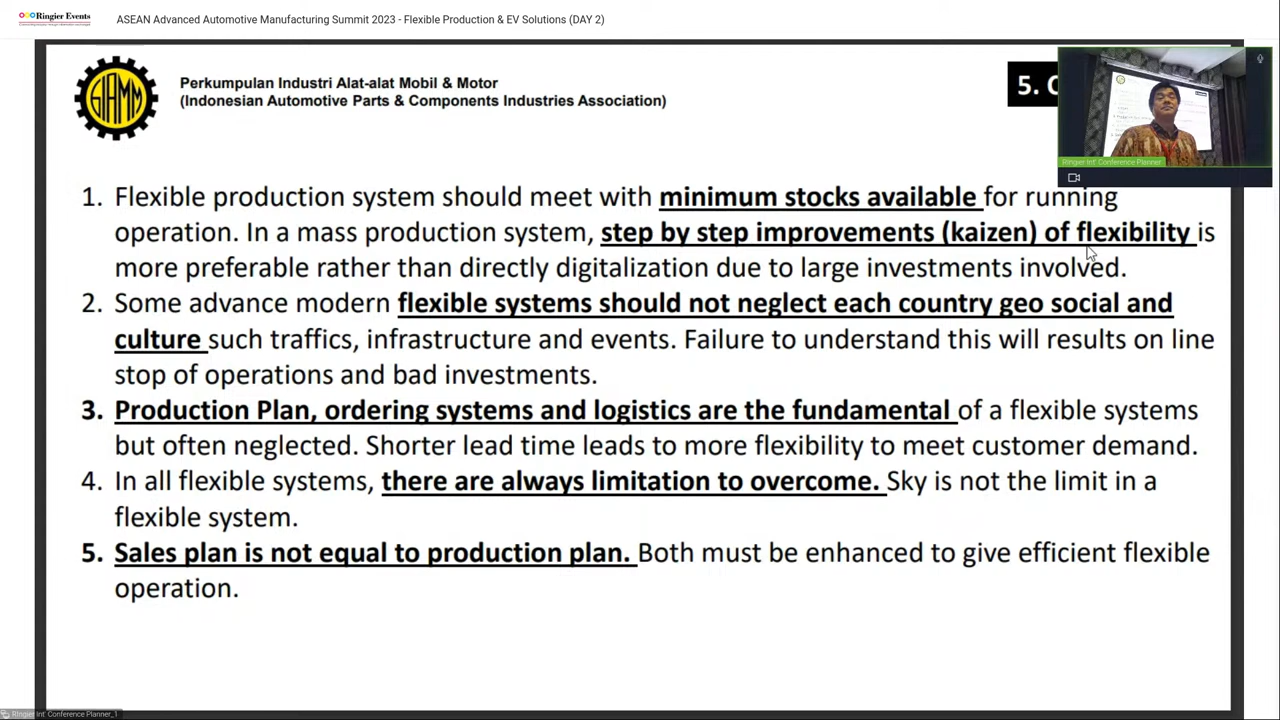 Ringier Events
ASEAN Advanced Automotive Manufacturing Summit 2023 - Flexible Production & EV Solutions (DAY 2)
GIAMM
Perkumpulan Industri Alat-alat Mobil & Motor
(Indonesian Automotive Parts & Components Industries Association)
5. C
Ringier Int' Conference Planner
1. Flexible production system should meet with minimum stocks available for running
operation. In a mass production system, step by step improvements (kaizen) of flexibility is
more preferable rather than directly digitalization due to large investments involved.
2. Some advance modern flexible systems should not neglect each country geo social and
culture such traffics, infrastructure and events. Failure to understand this will results on line
stop of operations and bad investments.
3. Production Plan, ordering systems and logistics are the fundamental of a flexible systems
but often neglected. Shorter lead time leads to more flexibility to meet customer demand.
4. In all flexible systems, there are always limitation to overcome. Sky is not the limit in a
flexible system.
5. Sales plan is not equal to production plan. Both must be enhanced to give efficient flexible
operation.
Ringier Int' Conference Planner_1